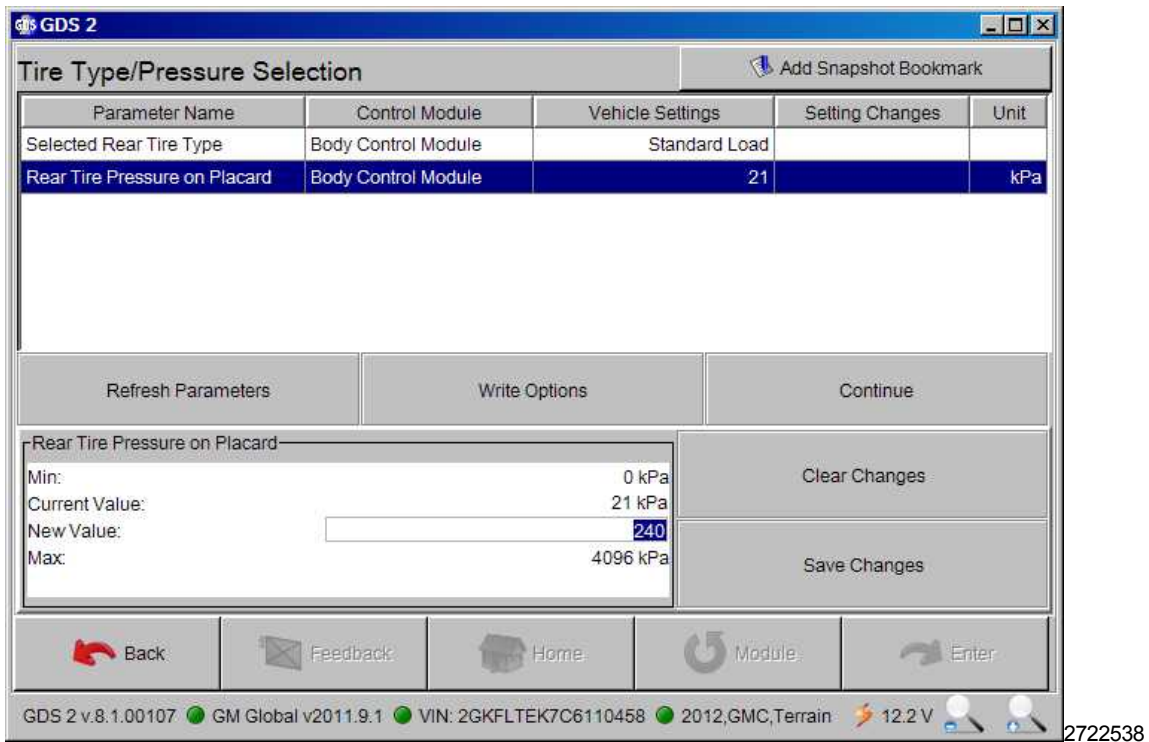 GDS GDS 2
Tire Type/Pressure Selection Add Snapshot Bookmark
Parameter Name Control Module Vehicle Settings Setting Changes Unit
Selected Rear Tire Type Body Control Module Standard Load
Rear Tire Pressure on Placard Body Control Module 21 kPa
Refresh Parameters Write Options Continue
Rear Tire Pressure on Placard
Min: 0 kPa
Current Value: 21 kPa
New Value: 240
Max: 4096 kPa
Clear Changes
Save Changes
Back Feedback Home Module Enter
GDS 2 v.8.1.00107 GM Global v2011.9.1 VIN: 2GKFLTEK7C6110458 2012,GMC,Terrain 12.2 V
2722538